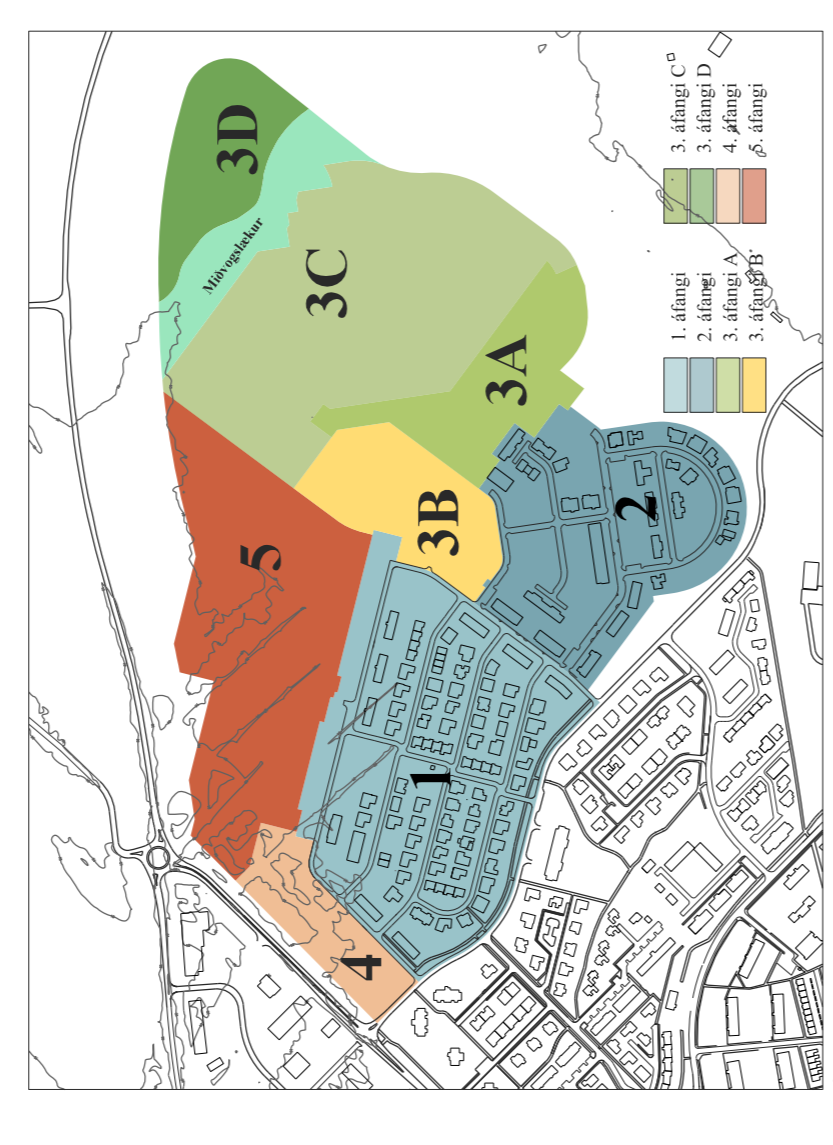 3D
Miðvogslækur
3C
3A
5
3B
2
1
4
1. áfangi
2. áfangi
3. áfangi A
3. áfangi B
3. áfangi C
3. áfangi D
4. áfangi
5. áfangi